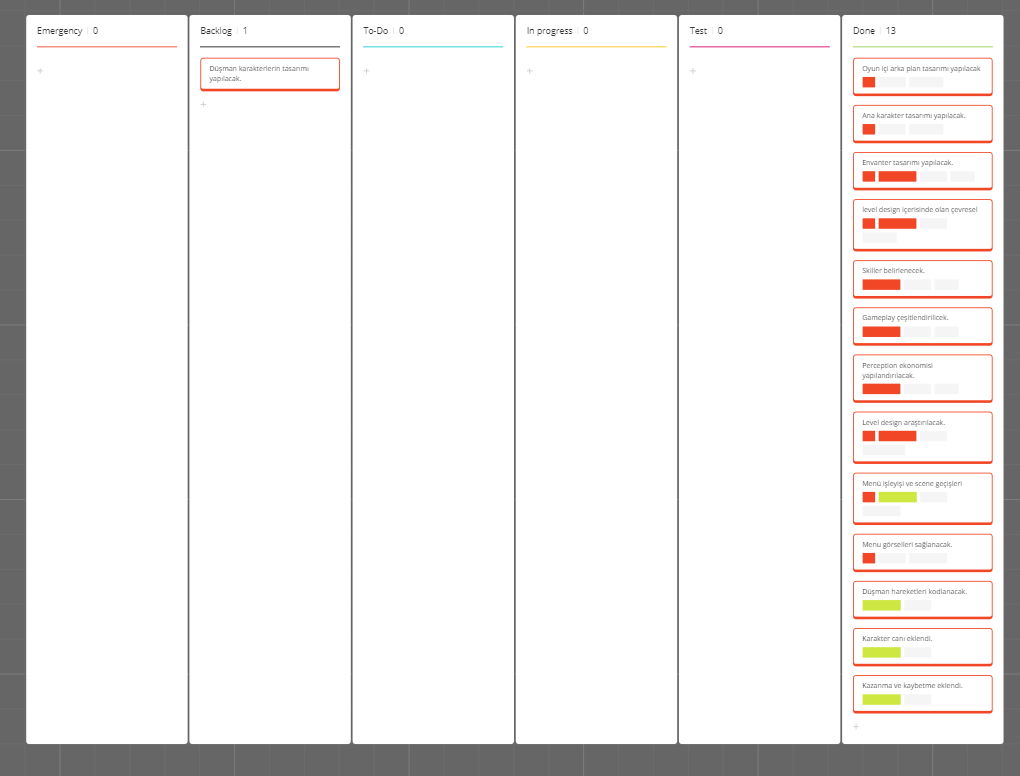 Emergency 0
Backlog 1
To-Do 0
In progress 0
Test 0
Done 13
Düşman karakterlerin tasarımı
yapılacak.
Oyun içi arka plan tasarımı yapılacak
Ana karakter tasarımı yapılacak.
Envanter tasarımı yapılacak.
level design içerisinde olan çevresel
Skiller belirlenecek.
Gameplay çeşitlendirilicek.
Perception ekonomisi
yapılandırılacak.
Level design araştırılacak.
Menü işleyişi ve scene geçişleri
Menu görselleri sağlanacak.
Düşman hareketleri kodlanacak.
Karakter canı eklendi.
Kazanma ve kaybetme eklendi.